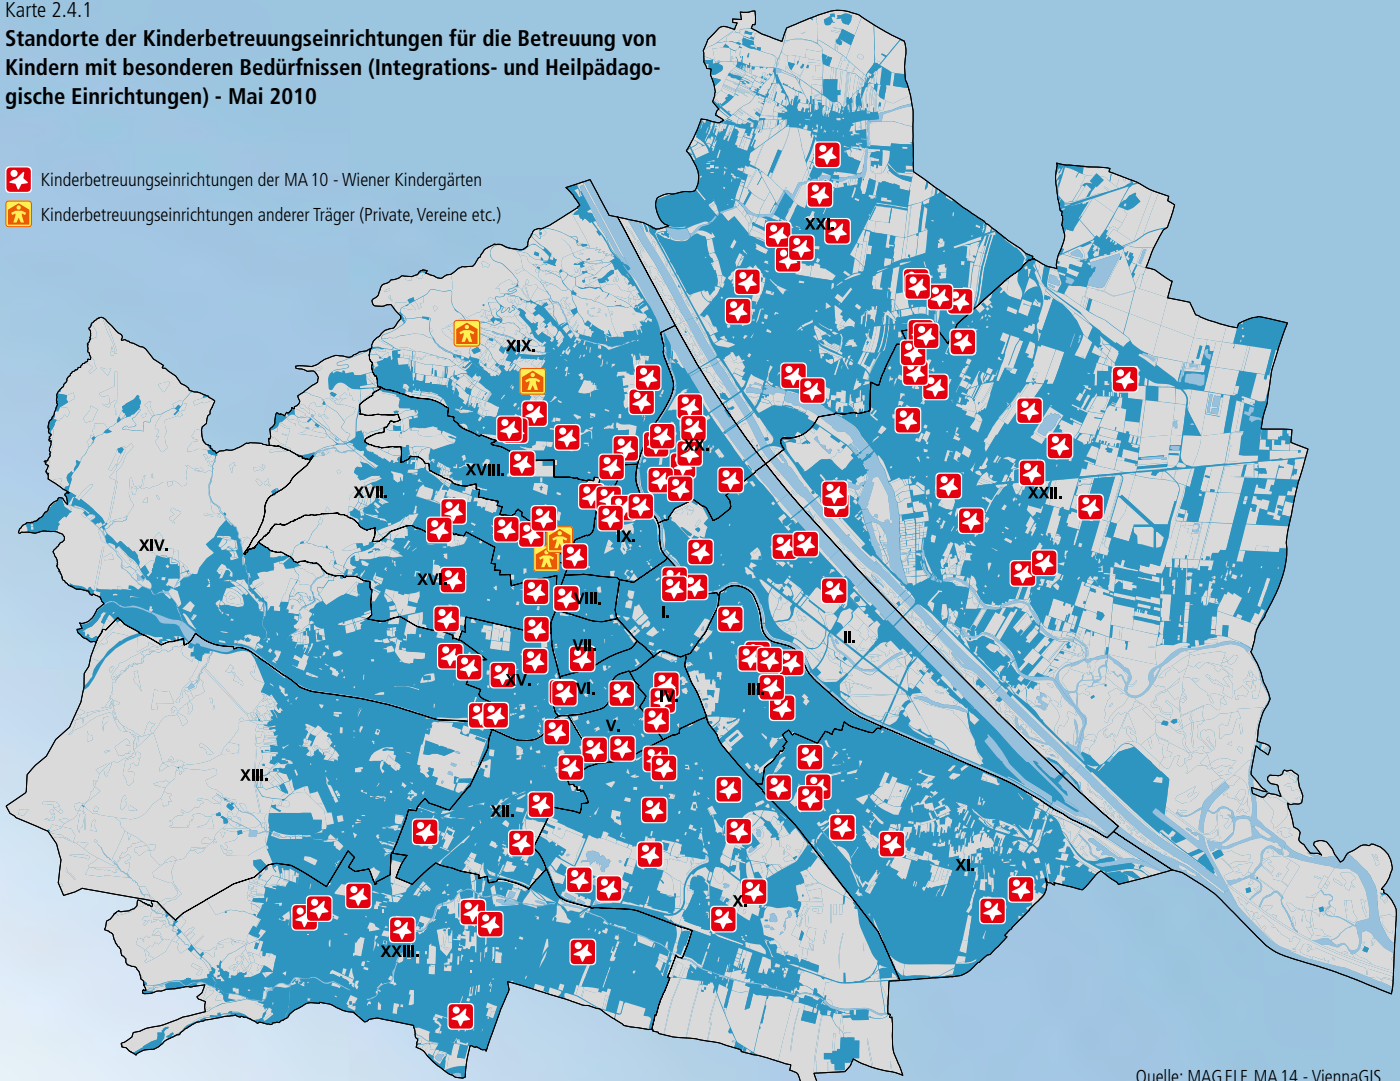 Karte 2.4.1
Standorte der Kinderbetreuungseinrichtungen für die Betreuung von
Kindern mit besonderen Bedürfnissen (Integrations- und Heilpädago-
gische Einrichtungen) - Mai 2010
Kinderbetreuungseinrichtungen der MA 10 - Wiener Kindergärten
Kinderbetreuungseinrichtungen anderer Träger (Private, Vereine etc.)
XXI.
XIX.
XX.
XVIII.
XVII.
XXII.
IX.
XIV.
XVI.
VIII.
I.
II.
VII.
XV.
VI.
IV.
III.
V.
XIII.
XII.
XI.
X.
XXIII.
Quelle: MAG ELF, MA 14 - ViennaGIS